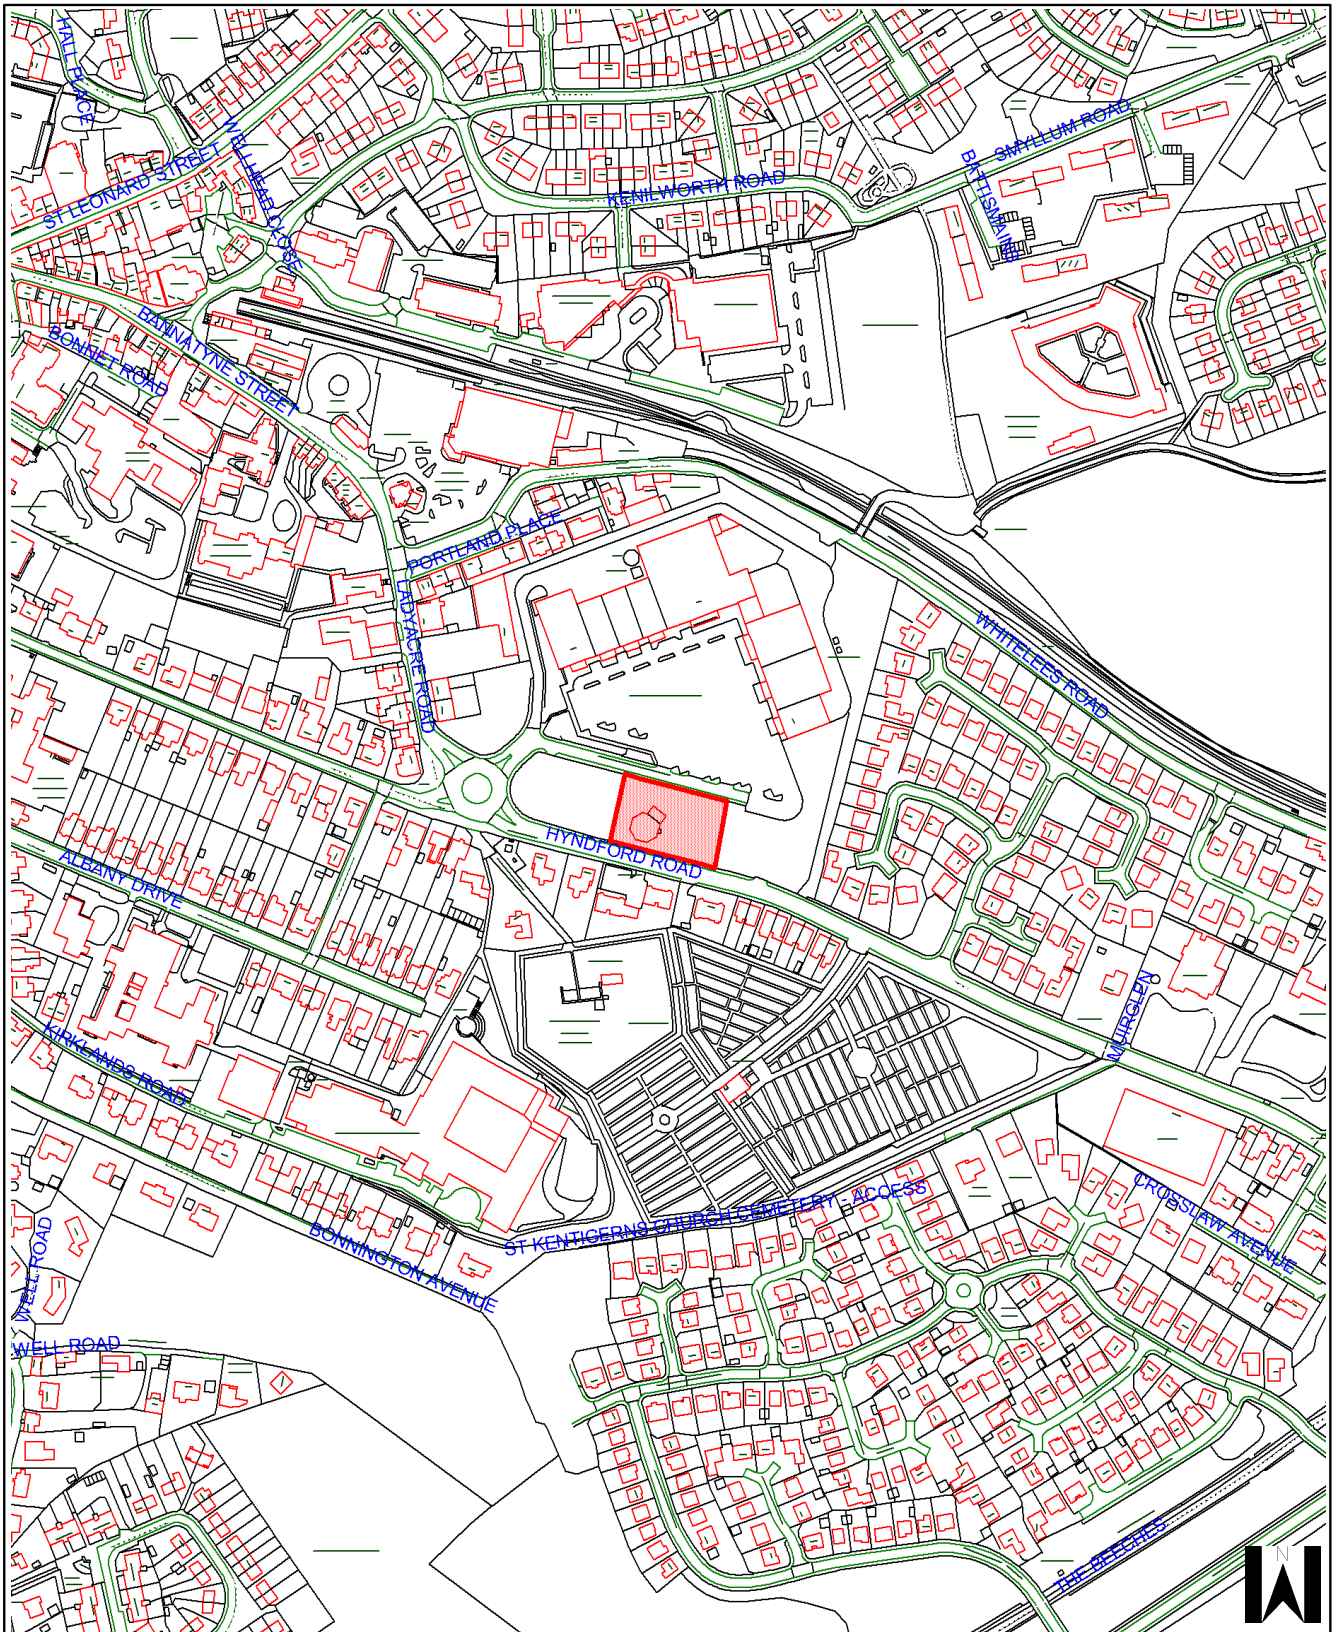 HALL PLACE
WELLHEAD CLOSE
ST LEONARD STREET
SMYLLUM ROAD
BATTISMAINS
KENILWORTH ROAD
BANNATYNE STREET
BONNET ROAD
PORTLAND PLACE
LADYACRE ROAD
WHITELEES ROAD
HYNDFORD ROAD
ALBANY DRIVE
MUIRGLEN
KIRKLANDS ROAD
CROSSLAW AVENUE
ST KENTIGERNS CHURCH CEMETERY - ACCESS
BONNINGTON AVENUE
WELL ROAD
WELL ROAD
THE BEECHES
N